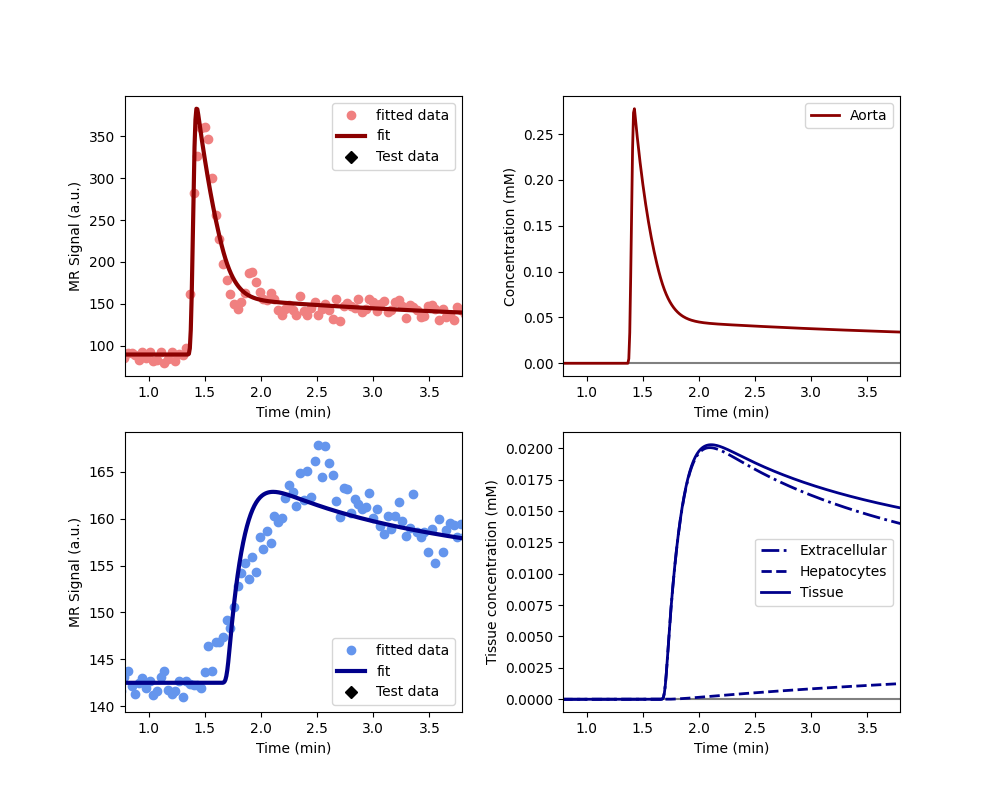 350
300
250
200
150
100
MR Signal (a.u.)
fitted data
fit
Test data
1.0 1.5 2.0 2.5 3.0 3.5
Time (min)
0.25
0.20
0.15
0.10
0.05
0.00
Concentration (mM)
Aorta
1.0 1.5 2.0 2.5 3.0 3.5
Time (min)
165
160
155
150
145
140
MR Signal (a.u.)
fitted data
fit
Test data
1.0 1.5 2.0 2.5 3.0 3.5
Time (min)
0.0200
0.0175
0.0150
0.0125
0.0100
0.0075
0.0050
0.0025
0.0000
Tissue concentration (mM)
Extracellular
Hepatocytes
Tissue
1.0 1.5 2.0 2.5 3.0 3.5
Time (min)